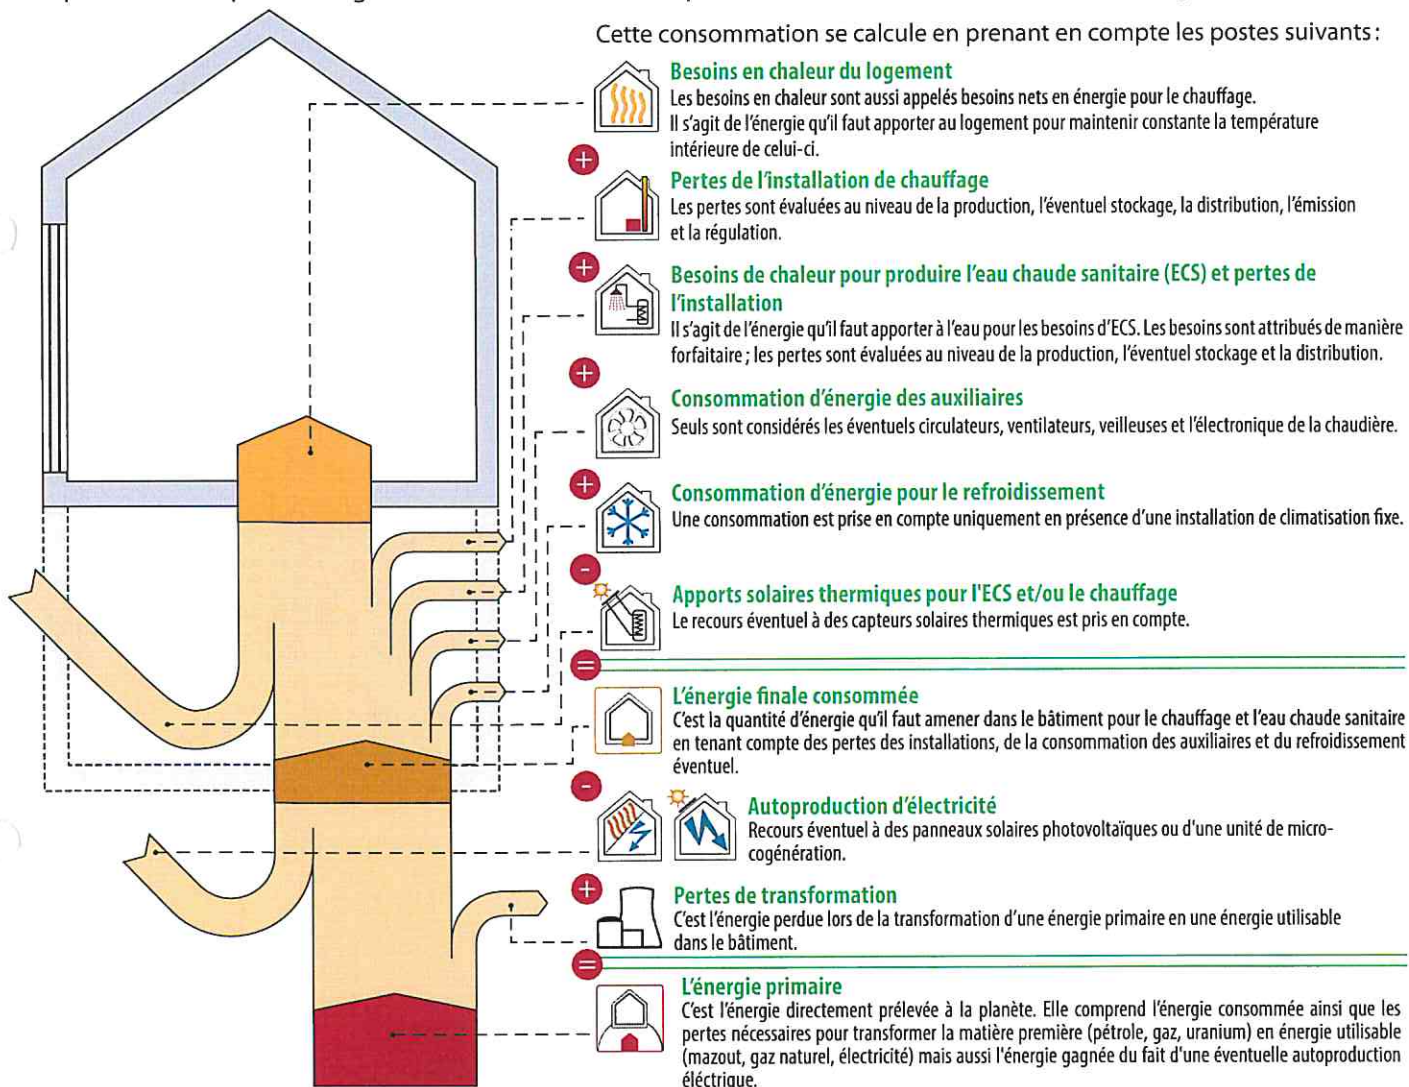 Cette consommation se calcule en prenant en compte les postes suivants :
Besoins en chaleur du logement
Les besoins en chaleur sont aussi appelés besoins nets en énergie pour le chauffage.
Il s'agit de l'énergie qu'il faut apporter au logement pour maintenir constante la température
intérieure de celui-ci.
+
Pertes de l'installation de chauffage
Les pertes sont évaluées au niveau de la production, l'éventuel stockage, la distribution, l'émission
et la régulation.
+
Besoins de chaleur pour produire l'eau chaude sanitaire (ECS) et pertes de
l'installation
Il s'agit de l'énergie qu'il faut apporter à l'eau pour les besoins d'ECS. Les besoins sont attribués de manière
forfaitaire ; les pertes sont évaluées au niveau de la production, l'éventuel stockage et la distribution.
+
Consommation d'énergie des auxiliaires
Seuls sont considérés les éventuels circulateurs, ventilateurs, veilleuses et l'électronique de la chaudière.
+
Consommation d'énergie pour le refroidissement
Une consommation est prise en compte uniquement en présence d'une installation de climatisation fixe.
-
Apports solaires thermiques pour l'ECS et/ou le chauffage
Le recours éventuel à des capteurs solaires thermiques est pris en compte.
=
L'énergie finale consommée
C'est la quantité d'énergie qu'il faut amener dans le bâtiment pour le chauffage et l'eau chaude sanitaire
en tenant compte des pertes des installations, de la consommation des auxiliaires et du refroidissement
éventuel.
-
Autoproduction d'électricité
Recours éventuel à des panneaux solaires photovoltaïques ou d'une unité de micro-
cogénération.
+
Pertes de transformation
C'est l'énergie perdue lors de la transformation d'une énergie primaire en une énergie utilisable
dans le bâtiment.
=
L'énergie primaire
C'est l'énergie directement prélevée à la planète. Elle comprend l'énergie consommée ainsi que les
pertes nécessaires pour transformer la matière première (pétrole, gaz, uranium) en énergie utilisable
(mazout, gaz naturel, électricité) mais aussi l'énergie gagnée du fait d'une éventuelle autoproduction
éléctrique.